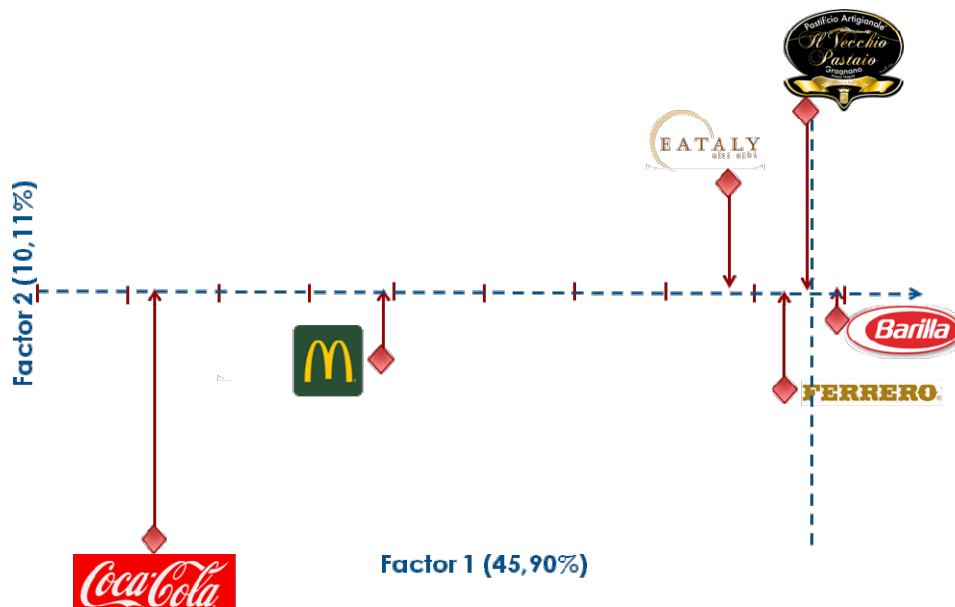 Pastificio Artigianale
Il Vecchio
Pastaio
Gragnano
EATALY
alti cibi
Factor 2 (10,11%)
M
Barilla
FERRERO®
Coca-Cola
Factor 1 (45,90%)